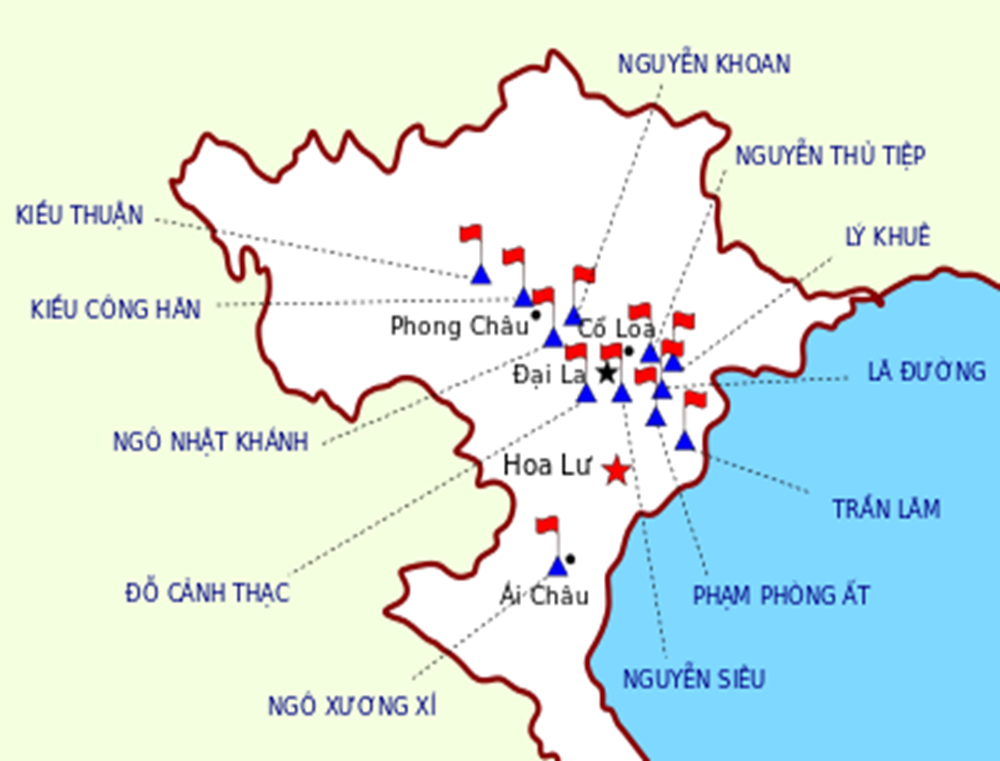 NGUYỄN KHOAN
NGUYỄN THỦ TIỆP
KIỂU THUẬN
LÝ KHUÊ
KIỂU CÔNG HÃN
Phong Châu
Cổ Loa
Đại La
LÃ ĐƯỜNG
NGÔ NHẬT KHÁNH
Hoa Lư
TRẦN LÃM
ĐỖ CẢNH THẠC
Ái Châu
PHẠM PHÒNG ÁT
NGUYỄN SIÊU
NGÔ XƯƠNG XÍ